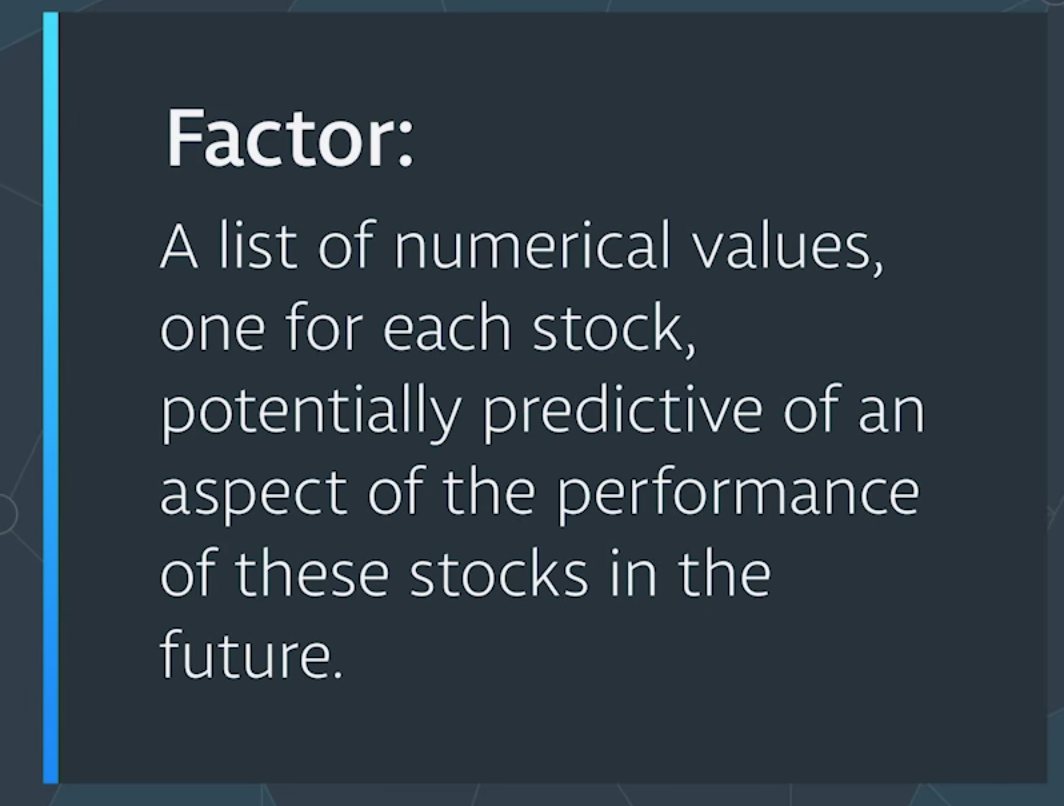 Factor:
A list of numerical values,
one for each stock,
potentially predictive of an
aspect of the performance
of these stocks in the
future.